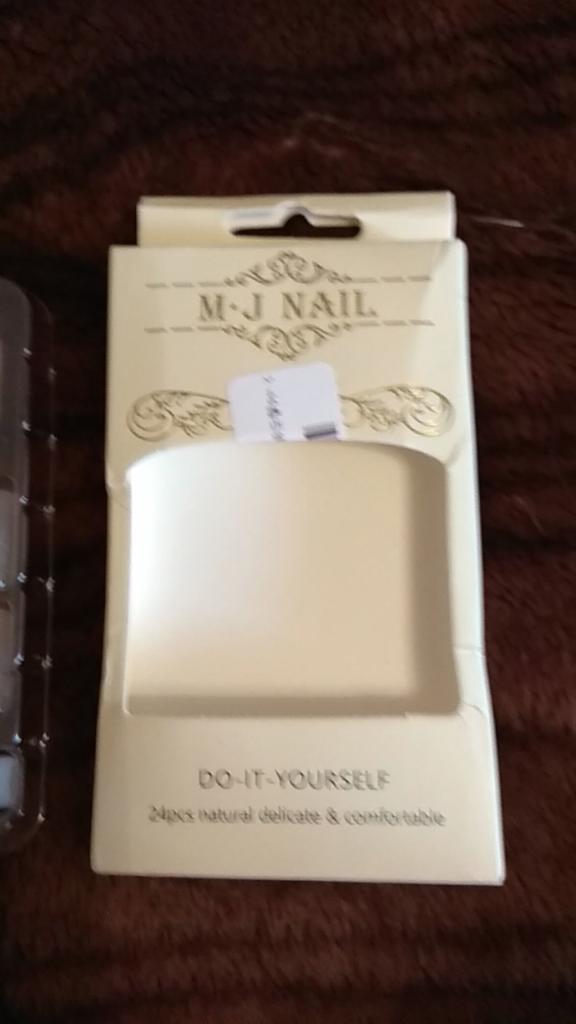 M·J NAIL
DO-IT-YOURSELF
24pcs natural delicate & comfortable